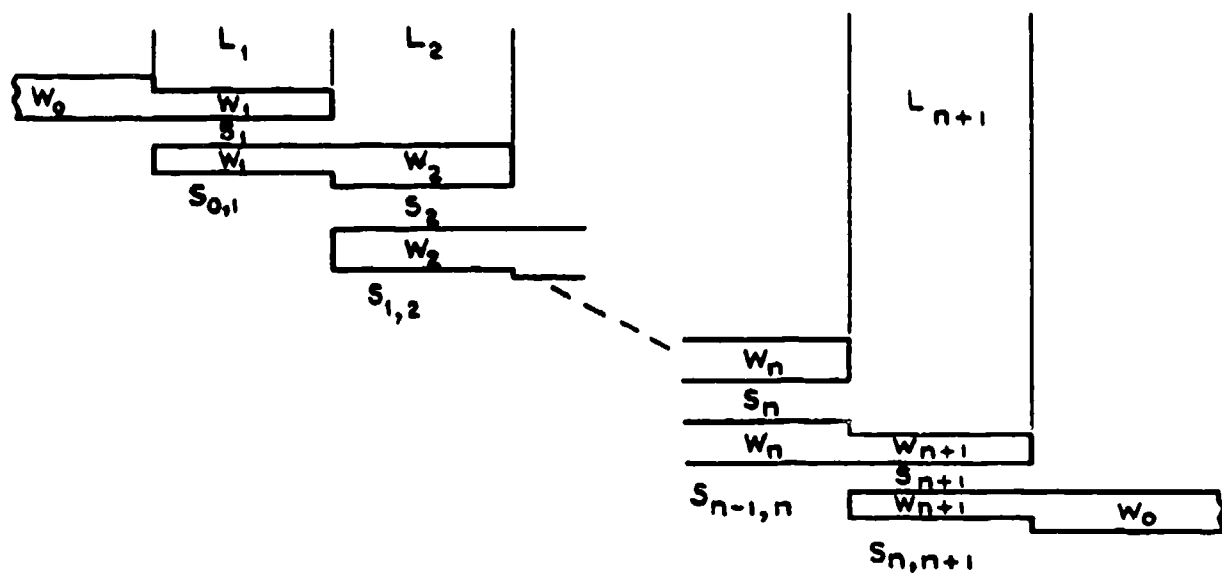 L₁ L₂
W₀ W₁
S₁
W₁ W₂
S₀,₁ S₂
W₂
S₁,₂
Lₙ₊₁
Wₙ
Sₙ
Wₙ Wₙ₊₁
Sₙ₊₁
Sₙ₋₁,ₙ Wₙ₊₁ W₀
Sₙ,ₙ₊₁